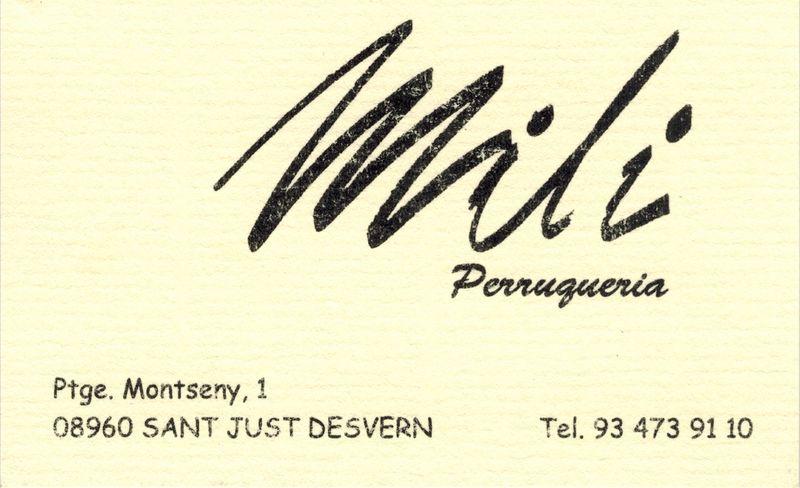 Mili
Perruqueria
Ptge. Montseny, 1
08960 SANT JUST DESVERN
Tel. 93 473 91 10